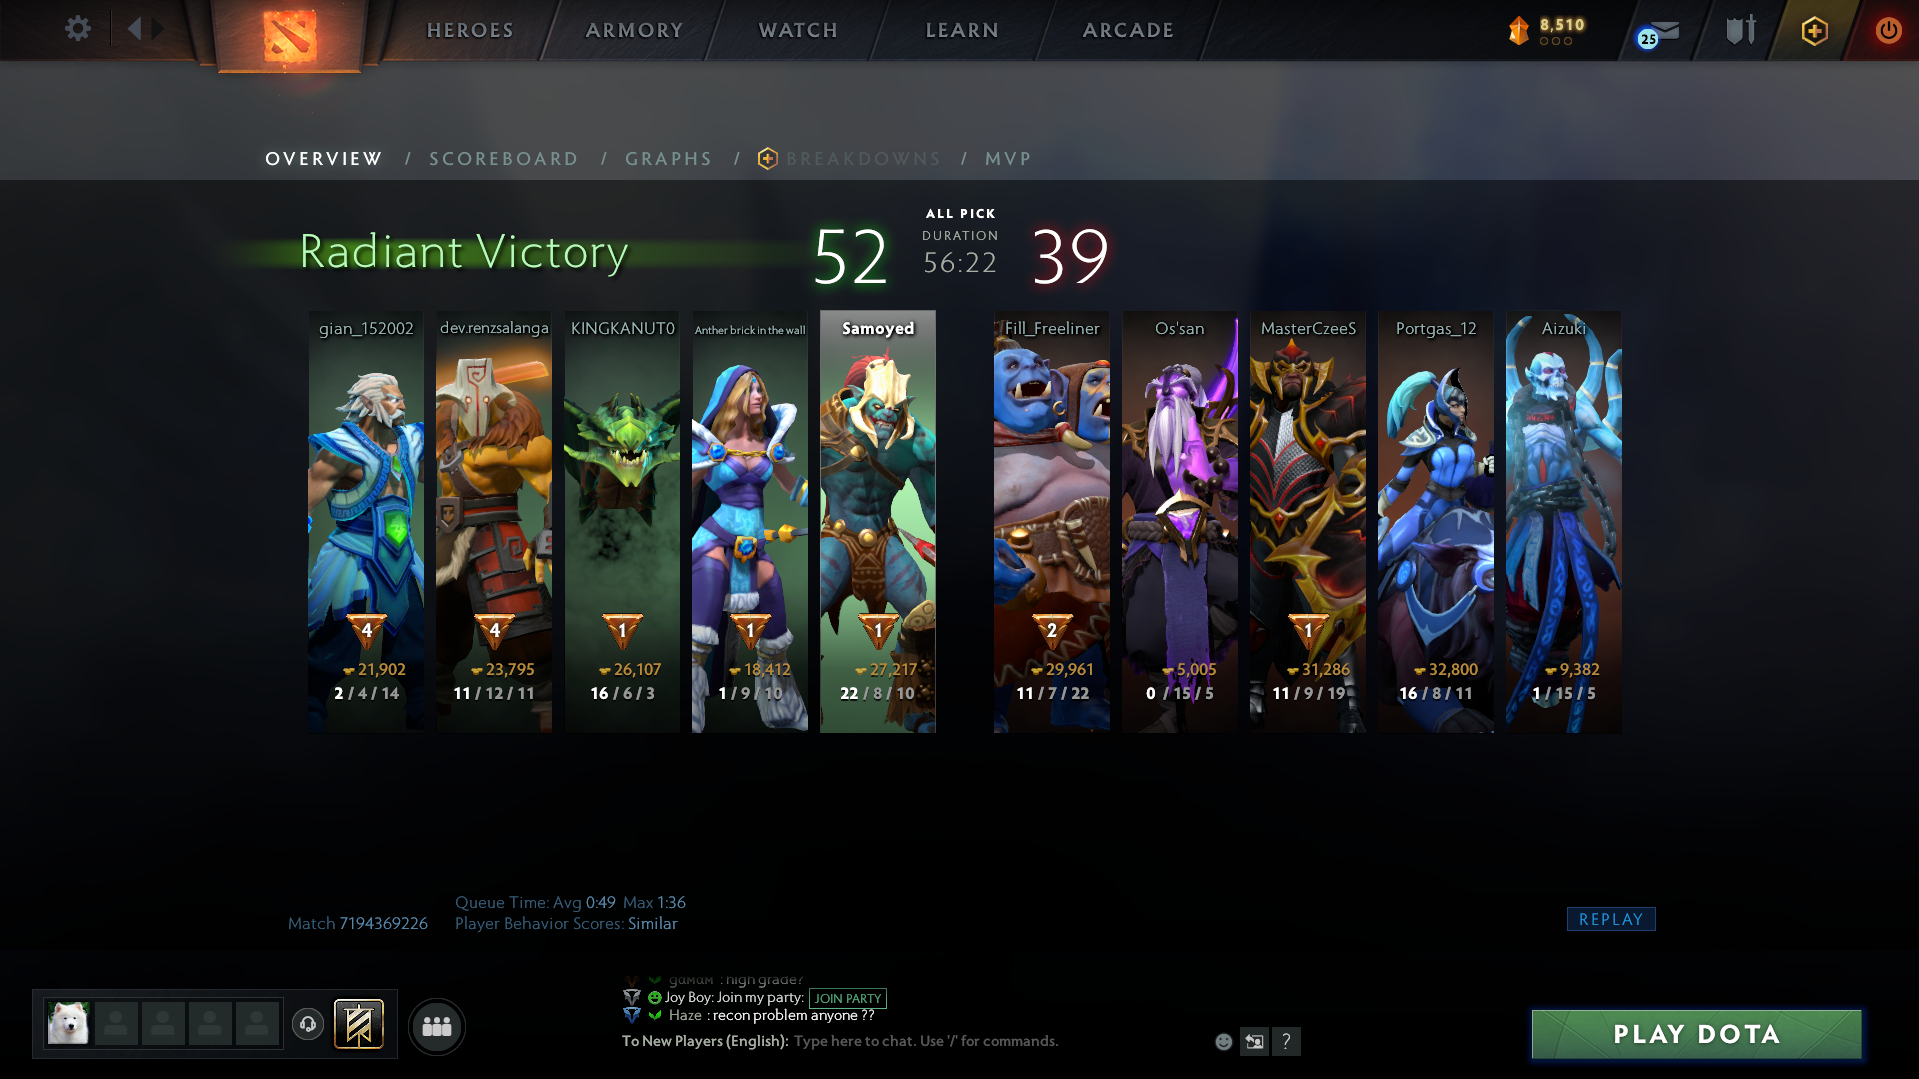 HEROES ARMORY WATCH LEARN ARCADE 8,510
25
OVERVIEW / SCOREBOARD / GRAPHS / BREAKDOWNS / MVP
Radiant Victory 52 39
ALL PICK
DURATION
56:22
gian_152002 dev.renzsalanga KINGKANUT0 Anther brick in the wall Samoyed Fill_Freeliner Os'san MasterCzeeS Portgas_12 Aizuki
4 4 1 1 1 2 1
21,902 23,795 26,107 18,412 27,217 29,961 5,005 31,286 32,800 9,382
2 / 4 / 14 11 / 12 / 11 16 / 6 / 3 1 / 9 / 10 22 / 8 / 10 11 / 7 / 22 0 / 15 / 5 11 / 9 / 19 16 / 8 / 11 1 / 15 / 5
Queue Time: Avg 0:49 Max 1:36
Match 7194369226 Player Behavior Scores: Similar
REPLAY
: high grade?
Joy Boy: Join my party: JOIN PARTY
Haze : recon problem anyone ??
To New Players (English): Type here to chat. Use '/' for commands.
?
PLAY DOTA